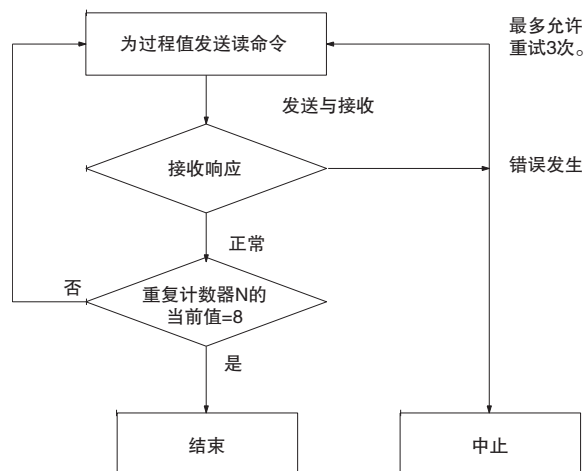 为过程值发送读命令
最多允许
重试3次。
发送与接收
接收响应
错误发生
正常
否
重复计数器N的
当前值=8
是
结束
中止